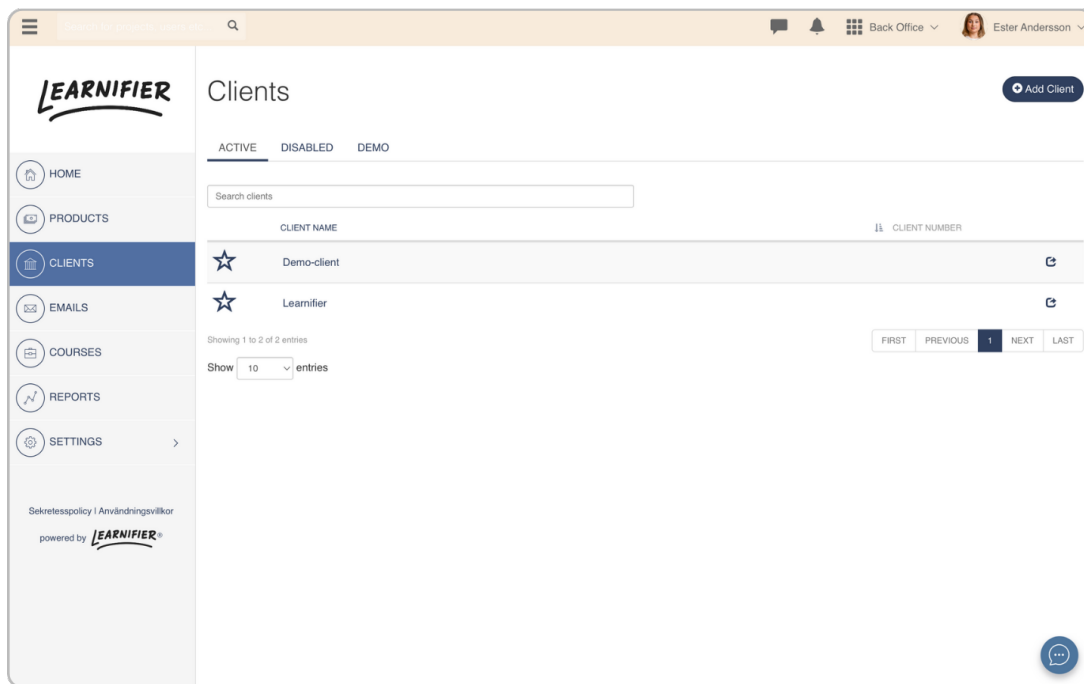 Back Office
Ester Andersson
LEARNIFIER
Clients
Add Client
ACTIVE DISABLED DEMO
HOME
PRODUCTS
CLIENTS
EMAILS
COURSES
REPORTS
SETTINGS
Sekretesspolicy | Användningsvillkor
powered by LEARNIFIER®
Search clients
CLIENT NAME CLIENT NUMBER
Demo-client
Learnifier
Showing 1 to 2 of 2 entries
FIRST PREVIOUS 1 NEXT LAST
Show 10 entries